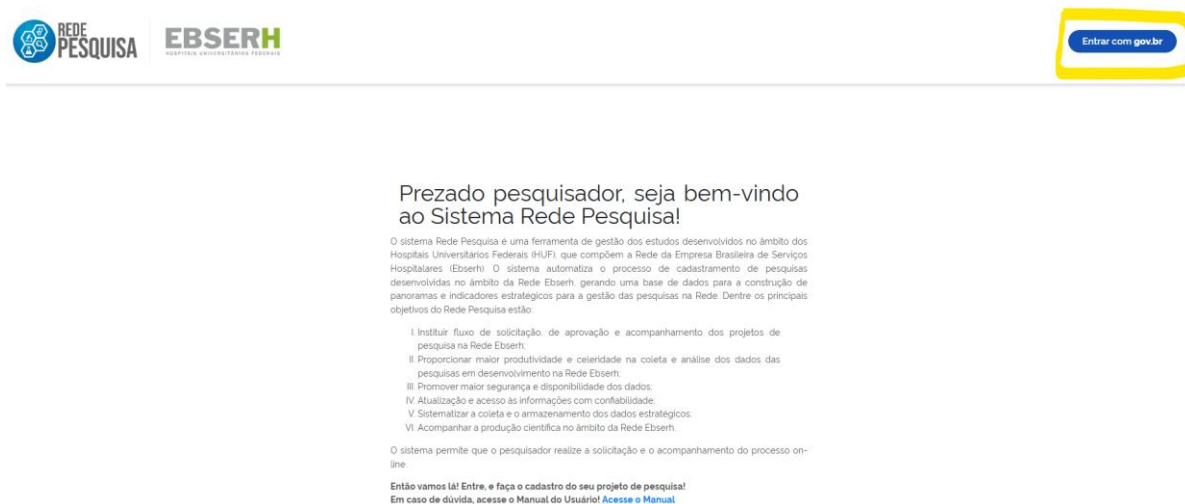 REDE
PESQUISA
EBSERH
HOSPITAIS UNIVERSITÁRIOS FEDERAIS
Entrar com gov.br
Prezado pesquisador, seja bem-vindo
ao Sistema Rede Pesquisa!
O sistema Rede Pesquisa é uma ferramenta de gestão dos estudos desenvolvidos no âmbito dos
Hospitais Universitários Federais (HUF), que compõem a Rede da Empresa Brasileira de Serviços
Hospitalares (Ebserh). O sistema automatiza o processo de cadastramento de pesquisas
desenvolvidas no âmbito da Rede Ebserh, gerando uma base de dados para a construção de
panoramas e indicadores estratégicos para a gestão das pesquisas na Rede. Dentre os principais
objetivos do Rede Pesquisa estão:
I. Instituir fluxo de solicitação, de aprovação e acompanhamento dos projetos de
pesquisa na Rede Ebserh;
II. Proporcionar maior produtividade e celeridade na coleta e análise dos dados das
pesquisas em desenvolvimento na Rede Ebserh;
III. Promover maior segurança e disponibilidade dos dados;
IV. Atualização e acesso às informações com confiabilidade;
V. Sistematizar a coleta e o armazenamento dos dados estratégicos;
VI. Acompanhar a produção científica no âmbito da Rede Ebserh.
O sistema permite que o pesquisador realize a solicitação e o acompanhamento do processo on-
line.
Então vamos lá! Entre, e faça o cadastro do seu projeto de pesquisa!
Em caso de dúvida, acesse o Manual do Usuário! Acesse o Manual